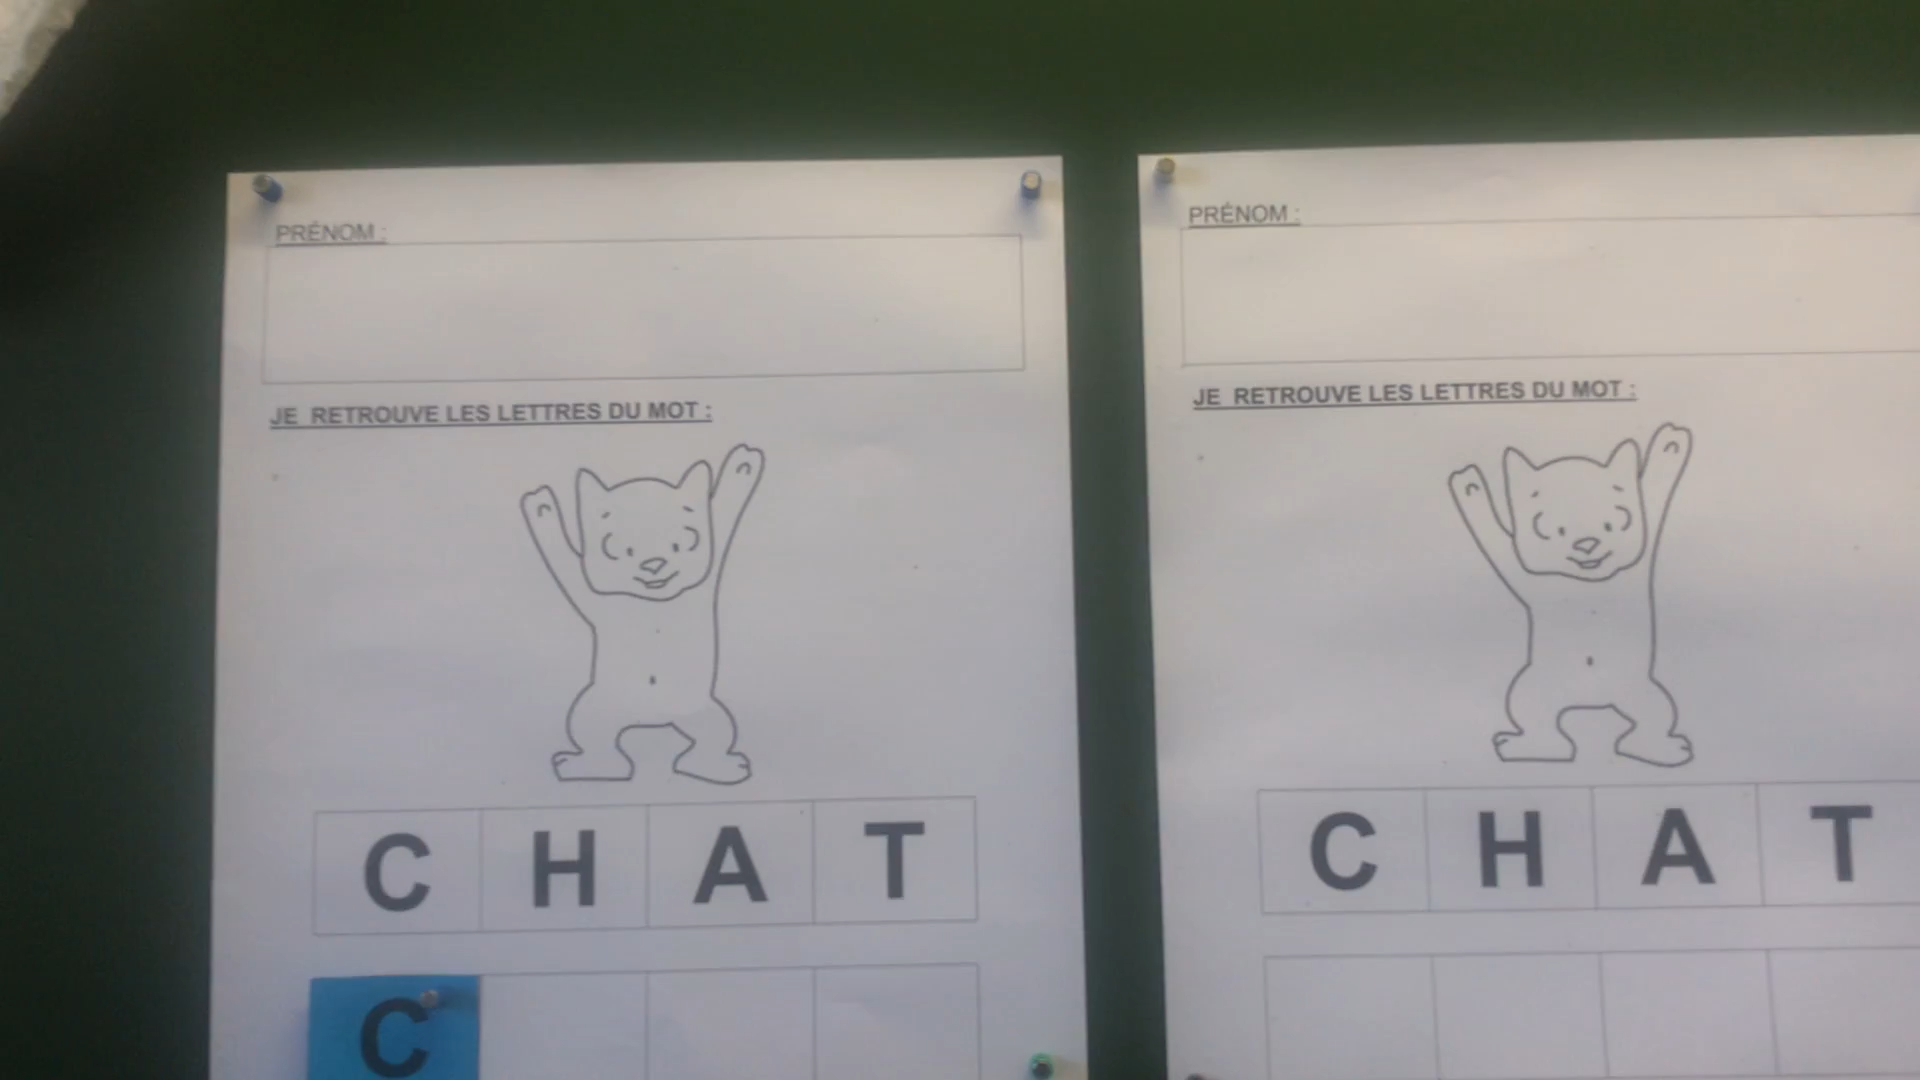 PRÉNOM :
JE RETROUVE LES LETTRES DU MOT :
C H A T
C
PRÉNOM :
JE RETROUVE LES LETTRES DU MOT :
C H A T